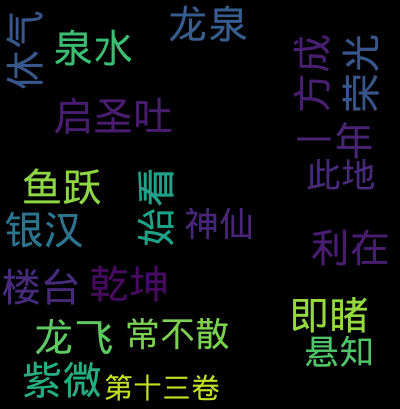 龙泉
休气
泉水
方成
荣光
启圣吐
一年
此地
鱼跃
始看
银汉
神仙
利在
楼台
乾坤
即睹
龙飞
常不散
悬知
紫微
第十三卷